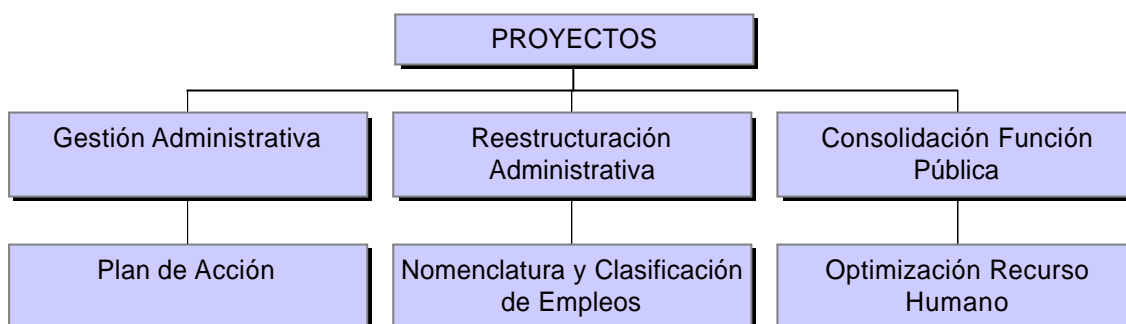 PROYECTOS
Gestión Administrativa
Reestructuración
Administrativa
Consolidación Función
Pública
Plan de Acción
Nomenclatura y Clasificación
de Empleos
Optimización Recurso
Humano